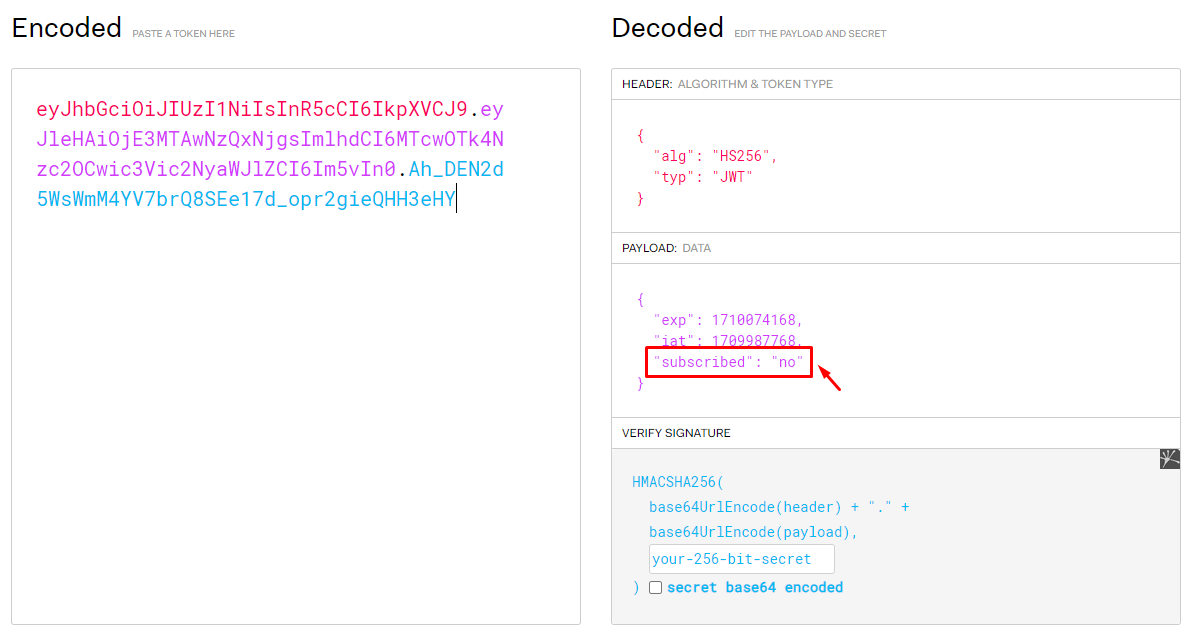 Encoded PASTE A TOKEN HERE
eyJhbGciOiJIUzI1NiIsInR5cCI6IkpXVCJ9.ey
JleHAiOjE3MTAwNzQxNjgsImlhdCI6MTcwOTk4N
zc2OCwic3Vic2NyaWJlZCI6Im5vIn0.Ah_DEN2d
5WsWmM4YV7brQ8SEe17d_opr2gieQHH3eHY
Decoded EDIT THE PAYLOAD AND SECRET
HEADER: ALGORITHM & TOKEN TYPE
{
"alg": "HS256",
"typ": "JWT"
}
PAYLOAD: DATA
{
"exp": 1710074168,
"iat": 1709987768,
"subscribed": "no"
}
VERIFY SIGNATURE
HMACSHA256(
base64UrlEncode(header) + "." +
base64UrlEncode(payload),
your-256-bit-secret
) secret base64 encoded